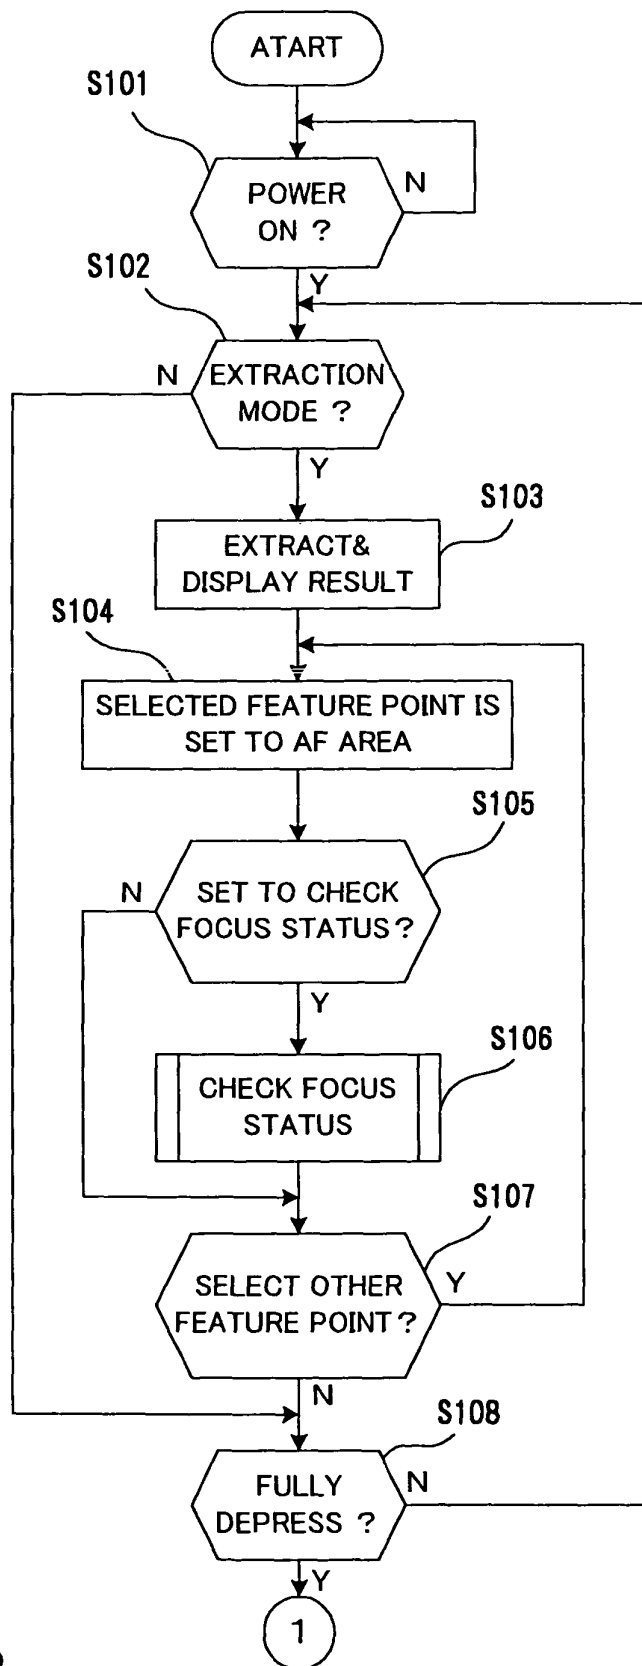 ATART
S101
POWER
ON ?
N
Y
S102
EXTRACTION
MODE ?
N
Y
S103
EXTRACT&
DISPLAY RESULT
S104
SELECTED FEATURE POINT IS
SET TO AF AREA
S105
SET TO CHECK
FOCUS STATUS ?
N
Y
S106
CHECK FOCUS
STATUS
S107
SELECT OTHER
FEATURE POINT ?
Y
N
S108
FULLY
DEPRESS ?
N
Y
1